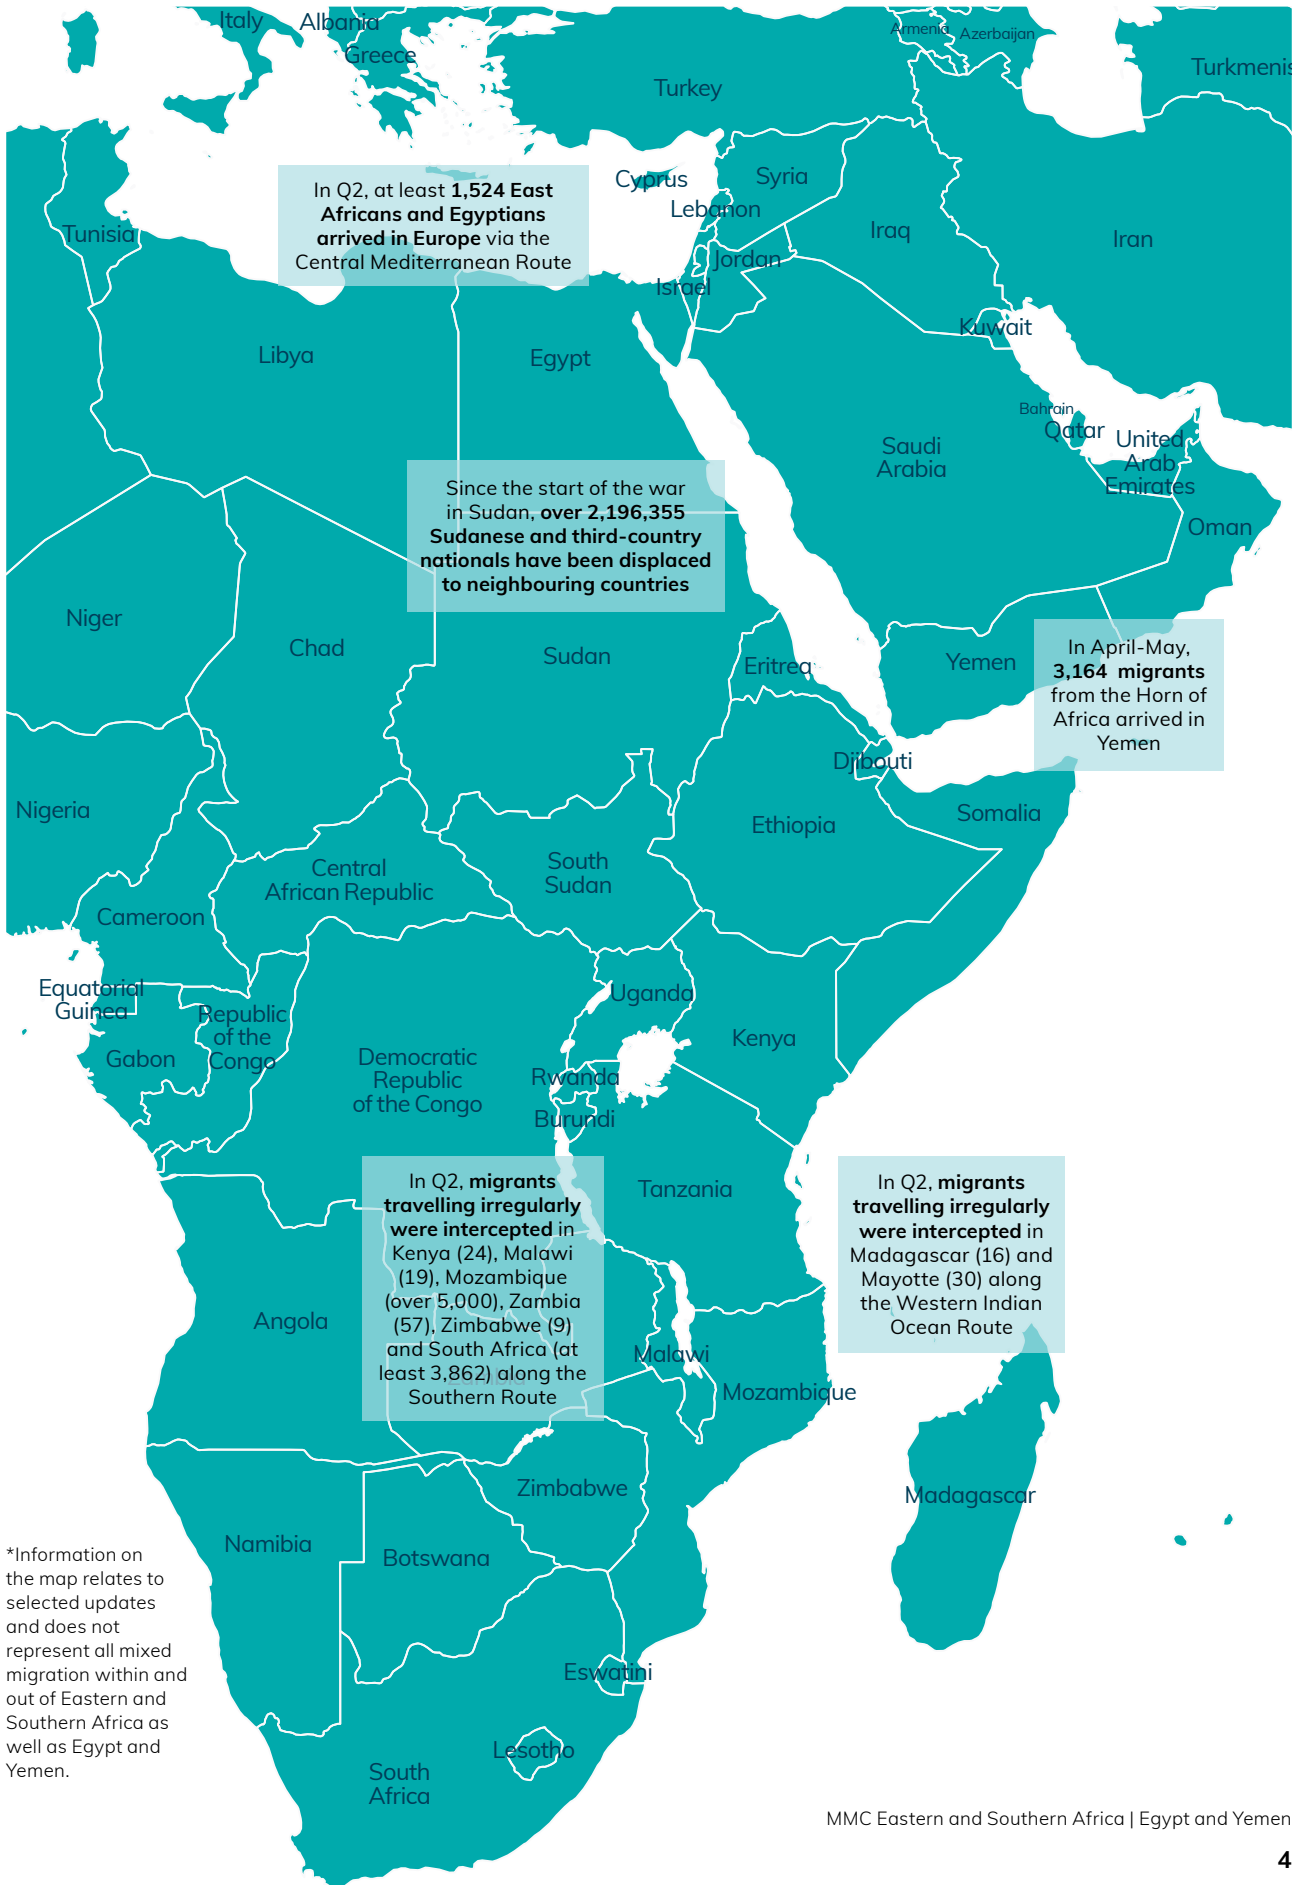 Italy
Albania
Greece
Armenia
Azerbaijan
Turkmenis
Turkey
Cyprus
Syria
Lebanon
Iraq
Iran
Tunisia
Jordan
Israel
In Q2, at least 1,524 East
Africans and Egyptians
arrived in Europe via the
Central Mediterranean Route
Kuwait
Libya
Egypt
Bahrain
Qatar
United
Arab
Emirates
Saudi
Arabia
Oman
Since the start of the war
in Sudan, over 2,196,355
Sudanese and third-country
nationals have been displaced
to neighbouring countries
Niger
Chad
Sudan
Eritrea
Yemen
In April-May,
3,164 migrants
from the Horn of
Africa arrived in
Yemen
Djibouti
Nigeria
Ethiopia
Somalia
Central
African Republic
South
Sudan
Cameroon
Equatorial
Guinea
Republic
of the
Congo
Gabon
Uganda
Kenya
Democratic
Republic
of the Congo
Rwanda
Burundi
Tanzania
In Q2, migrants
travelling irregularly
were intercepted in
Kenya (24), Malawi
(19), Mozambique
(over 5,000), Zambia
(57), Zimbabwe (9)
and South Africa (at
least 3,862) along the
Southern Route
In Q2, migrants
travelling irregularly
were intercepted in
Madagascar (16) and
Mayotte (30) along
the Western Indian
Ocean Route
Angola
Zambia
Malawi
Mozambique
Zimbabwe
Madagascar
Namibia
Botswana
*Information on
the map relates to
selected updates
and does not
represent all mixed
migration within and
out of Eastern and
Southern Africa as
well as Egypt and
Yemen.
Eswatini
Lesotho
South
Africa
MMC Eastern and Southern Africa | Egypt and Yemen
4